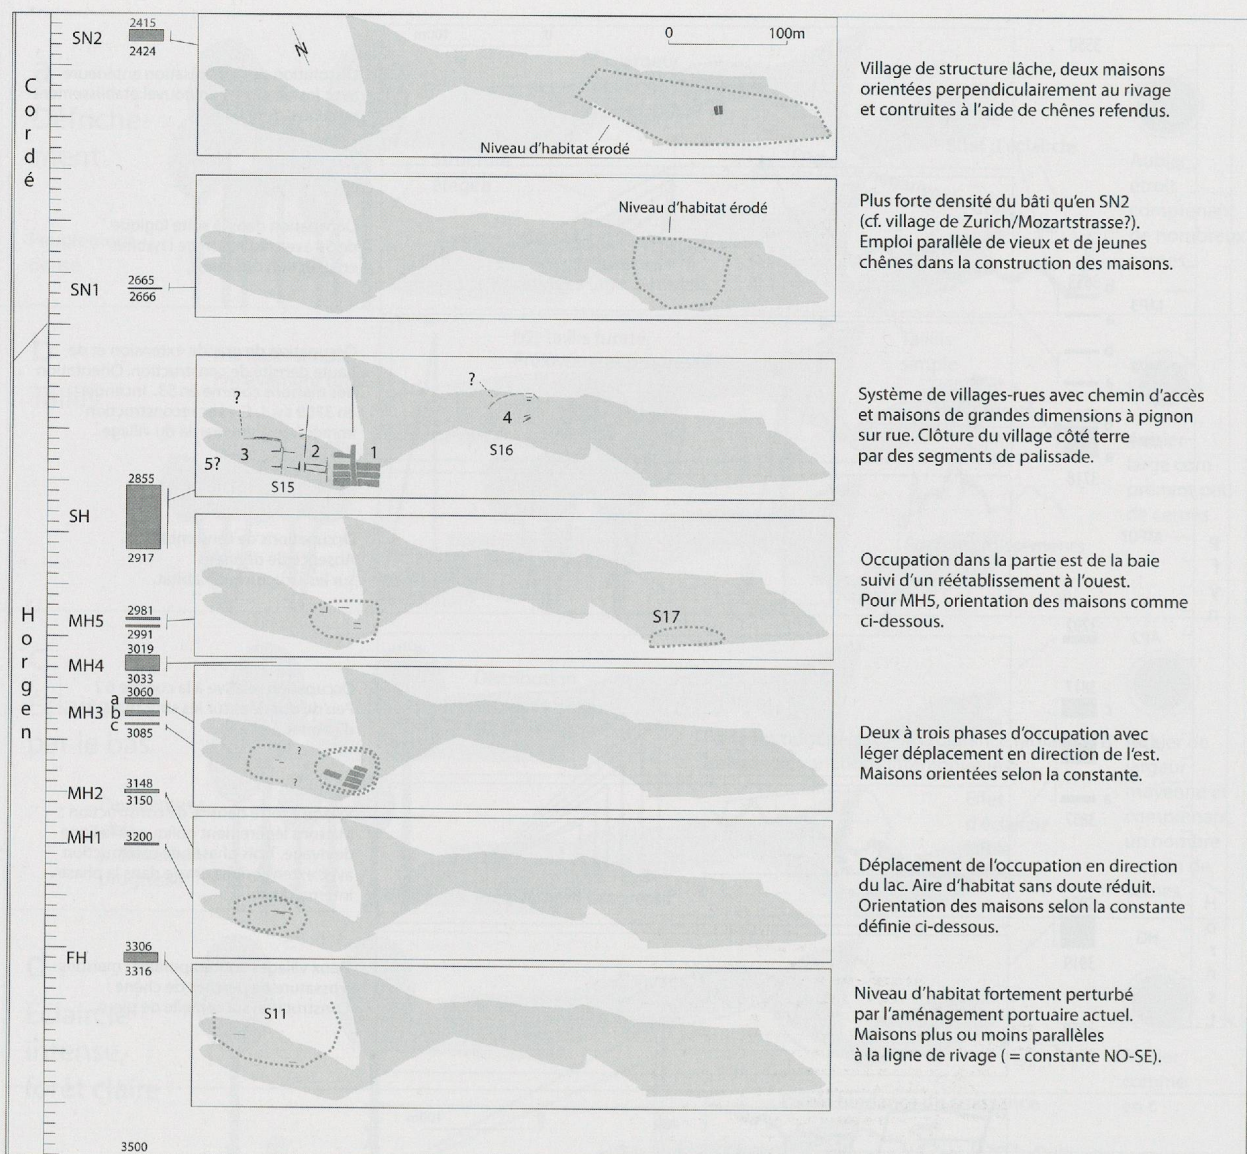 Cordé
SN2
2415
2424
N
0 100m
Niveau d'habitat érodé
Village de structure lâche, deux maisons
orientées perpendiculairement au rivage
et contruites à l'aide de chênes refendus.
SN1
2665
2666
Niveau d'habitat érodé
Plus forte densité du bâti qu'en SN2
(cf. village de Zurich/Mozartstrasse?).
Emploi parallèle de vieux et de jeunes
chênes dans la construction des maisons.
Horgen
SH
2855
2917
?
3
5?
2
1
S15
?
4
S16
Système de villages-rues avec chemin d'accès
et maisons de grandes dimensions à pignon
sur rue. Clôture du village côté terre
par des segments de palissade.
MH5
2981
2991
S17
Occupation dans la partie est de la baie
suivi d'un réétablissement à l'ouest.
Pour MH5, orientation des maisons comme
ci-dessous.
MH4
3019
3033
MH3
3060
a
b
c
3085
?
?
Deux à trois phases d'occupation avec
léger déplacement en direction de l'est.
Maisons orientées selon la constante.
MH2
3148
3150
MH1
3200
Déplacement de l'occupation en direction
du lac. Aire d'habitat sans doute réduit.
Orientation des maisons selon la constante
définie ci-dessous.
FH
3306
3316
S11
Niveau d'habitat fortement perturbé
par l'aménagement portuaire actuel.
Maisons plus ou moins parallèles
à la ligne de rivage ( = constante NO-SE).
3500